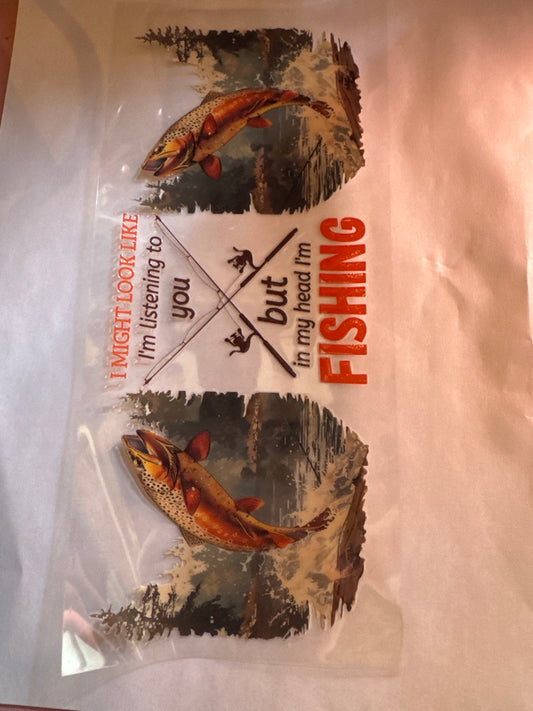 I MIGHT LOOK LIKE
I'm listening to
you
but
in my head I'm
FISHING